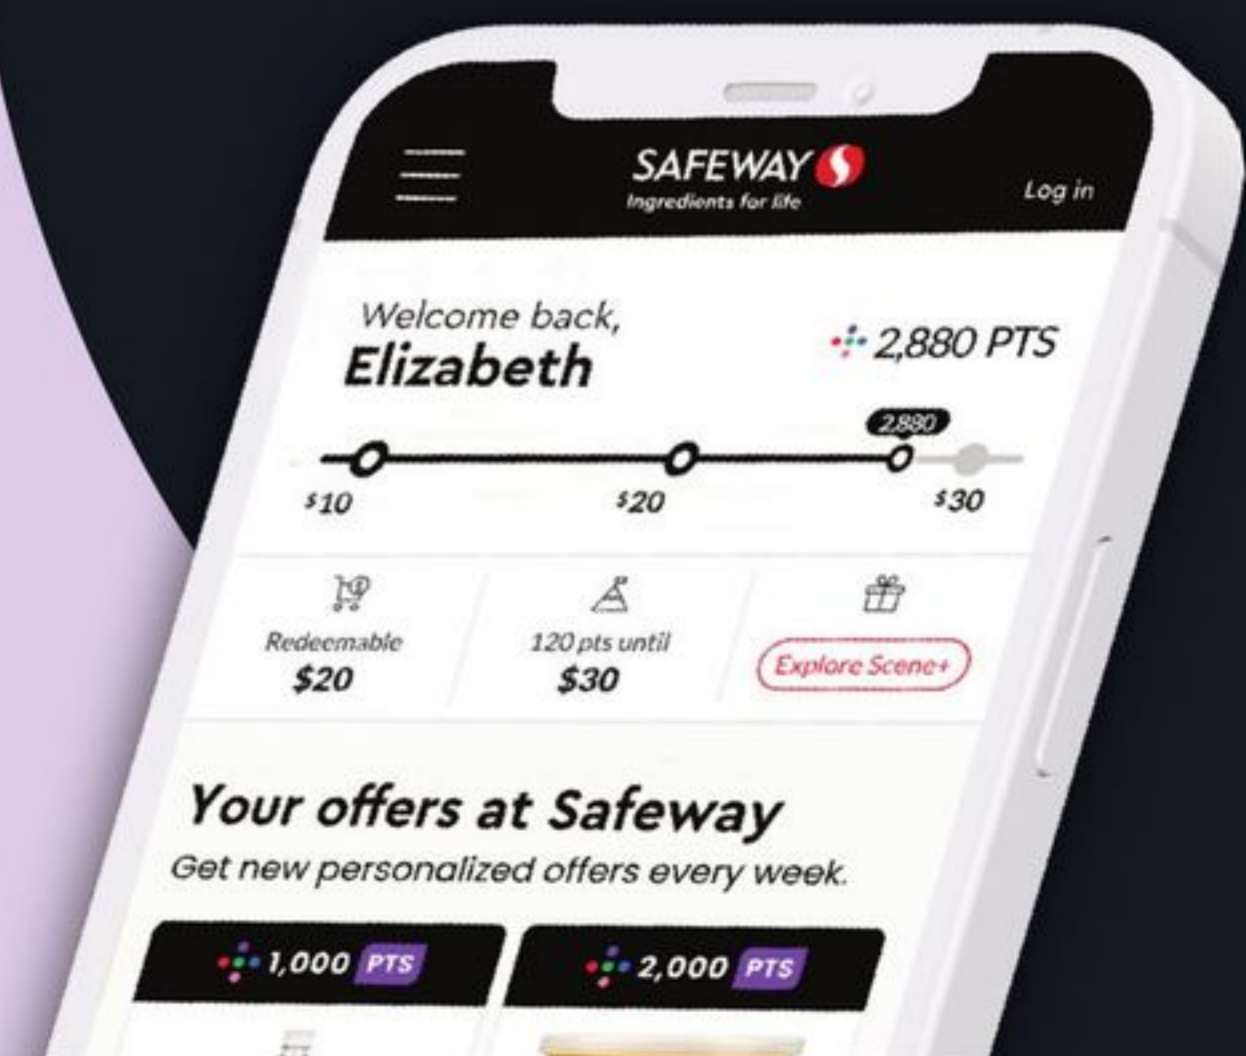 SAFEWAY
Ingredients for life
Log in
Welcome back,
Elizabeth
2,880 PTS
2,880
$10
$20
$30
Redeemable
$20
120 pts until
$30
Explore Scene+
Your offers at Safeway
Get new personalized offers every week.
1,000 PTS
2,000 PTS